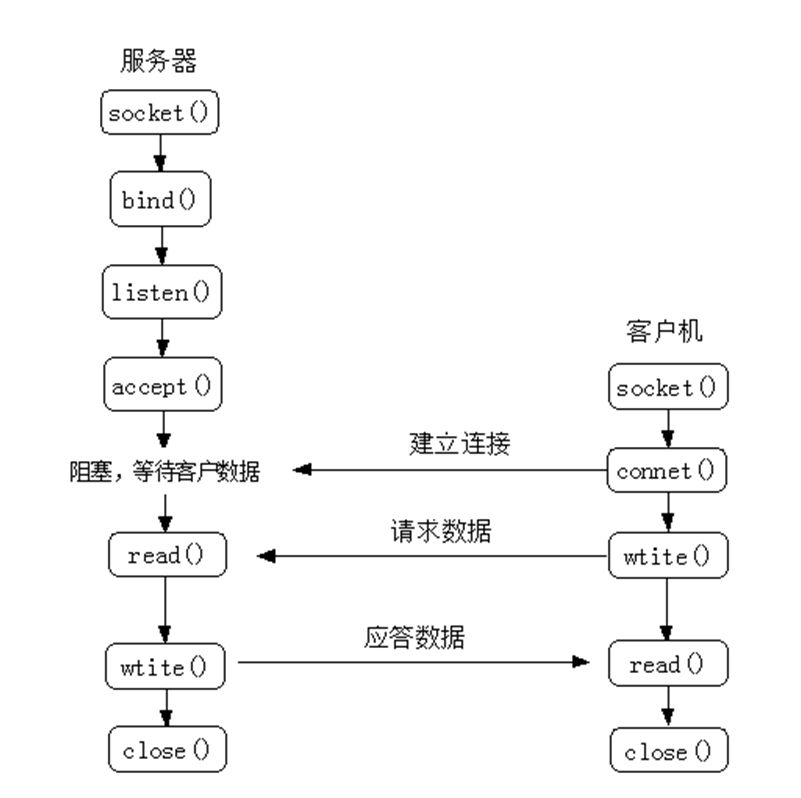 服务器
socket()
bind()
listen()
accept()
阻塞，等待客户数据
read()
wtite()
close()
建立连接
请求数据
应答数据
客户机
socket()
connet()
wtite()
read()
close()